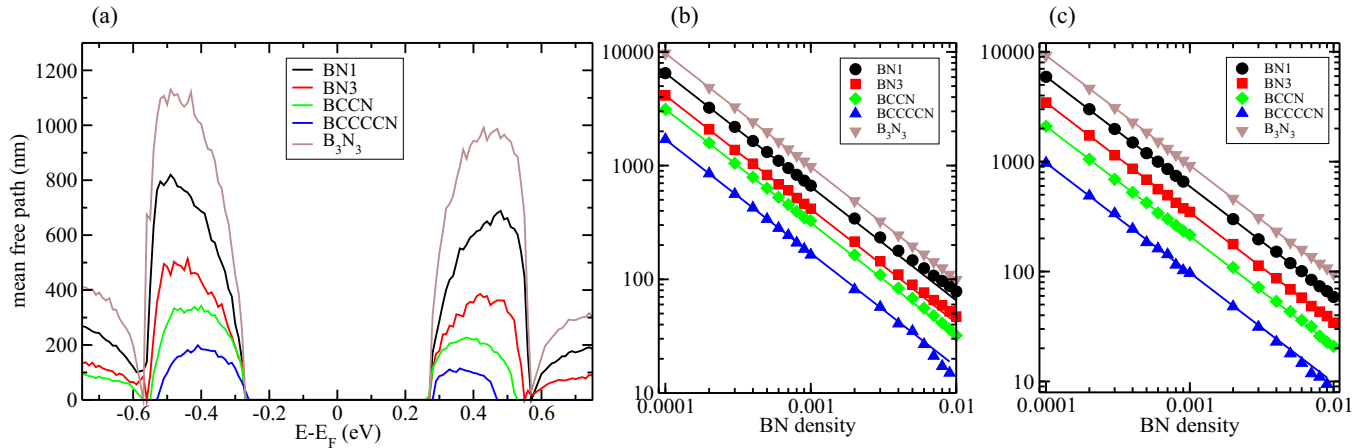 (a)
(b)
(c)
mean free path (nm)
1200
1000
800
600
400
200
0
-0.6
-0.4
-0.2
0
0.2
0.4
0.6
E-E_F (eV)
BN1
BN3
BCCN
BCCCCN
B₃N₃
10000
1000
100
10
0.0001
0.001
0.01
BN density
BN1
BN3
BCCN
BCCCCN
B₃N₃
10000
1000
100
10
0.0001
0.001
0.01
BN density
BN1
BN3
BCCN
BCCCCN
B₃N₃